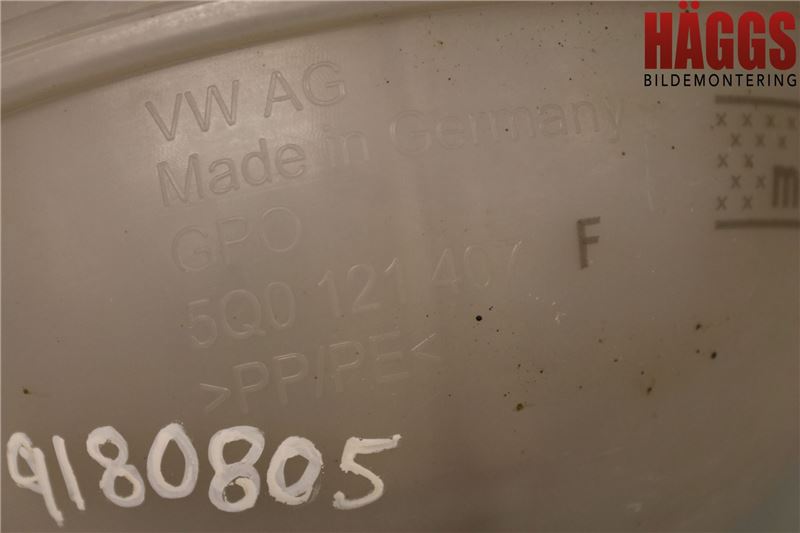 HÄGGS
BILDEMONTERING
VW AG
Made in Germany
GPO
5Q0 121 407 F
>PP/PE<
m
9180805